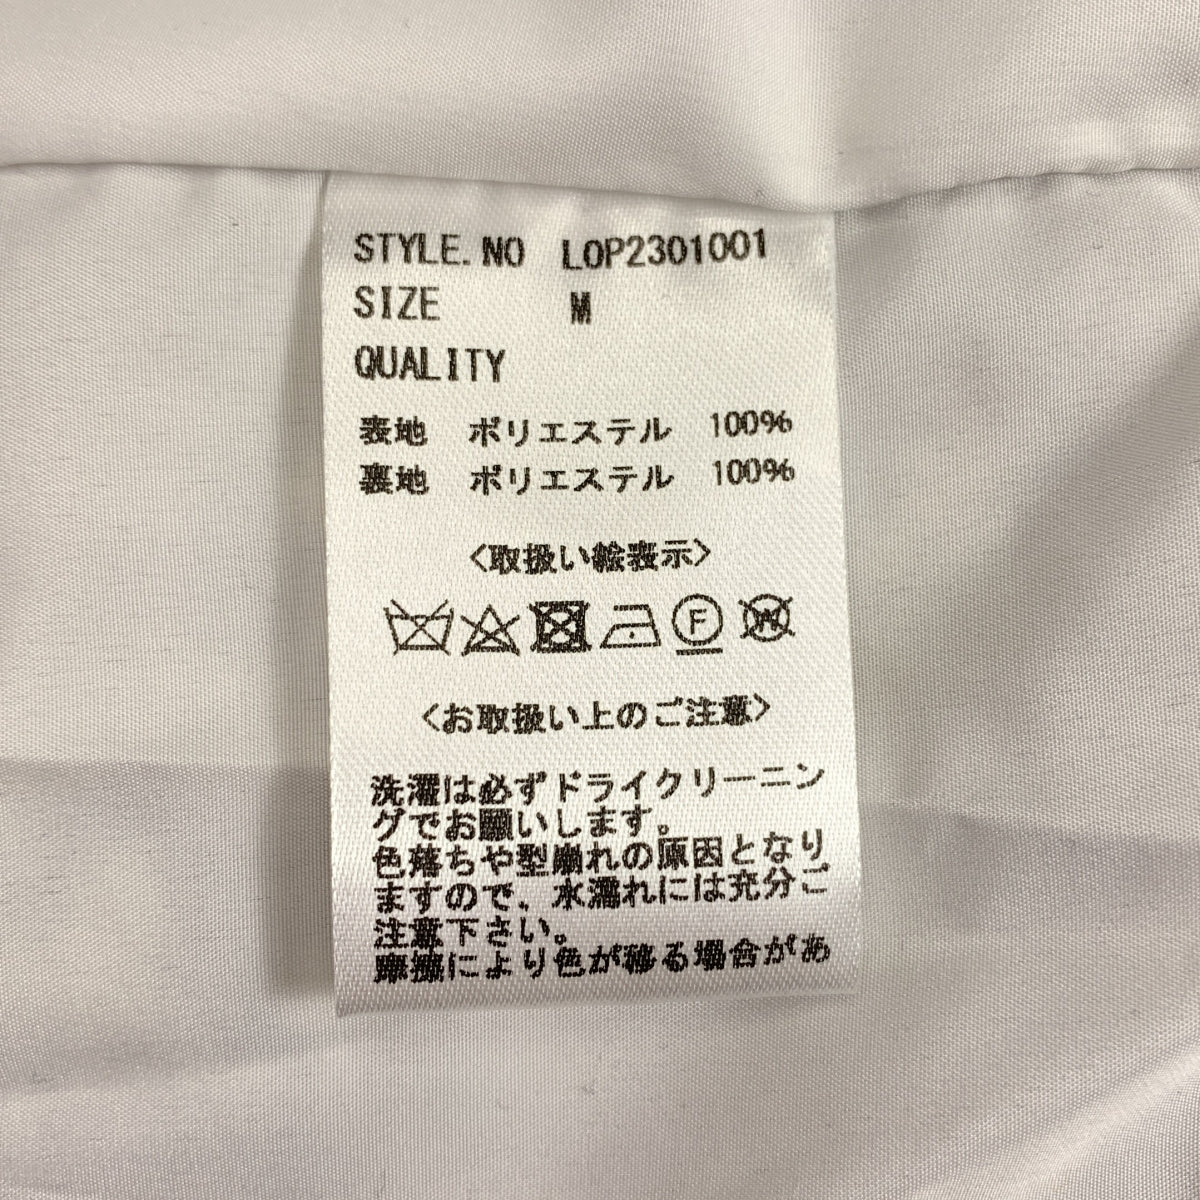 STYLE.NO LOP2301001
SIZE M
QUALITY
表地 ポリエステル 100%
裏地 ポリエステル 100%
<取扱い絵表示>
F W
<お取扱い上のご注意>
洗濯は必ずドライクリーニン
グでお願いします。
色落ちや型崩れの原因となり
ますので、水濡れには充分ご
注意下さい。
摩擦により色が移る場合があ